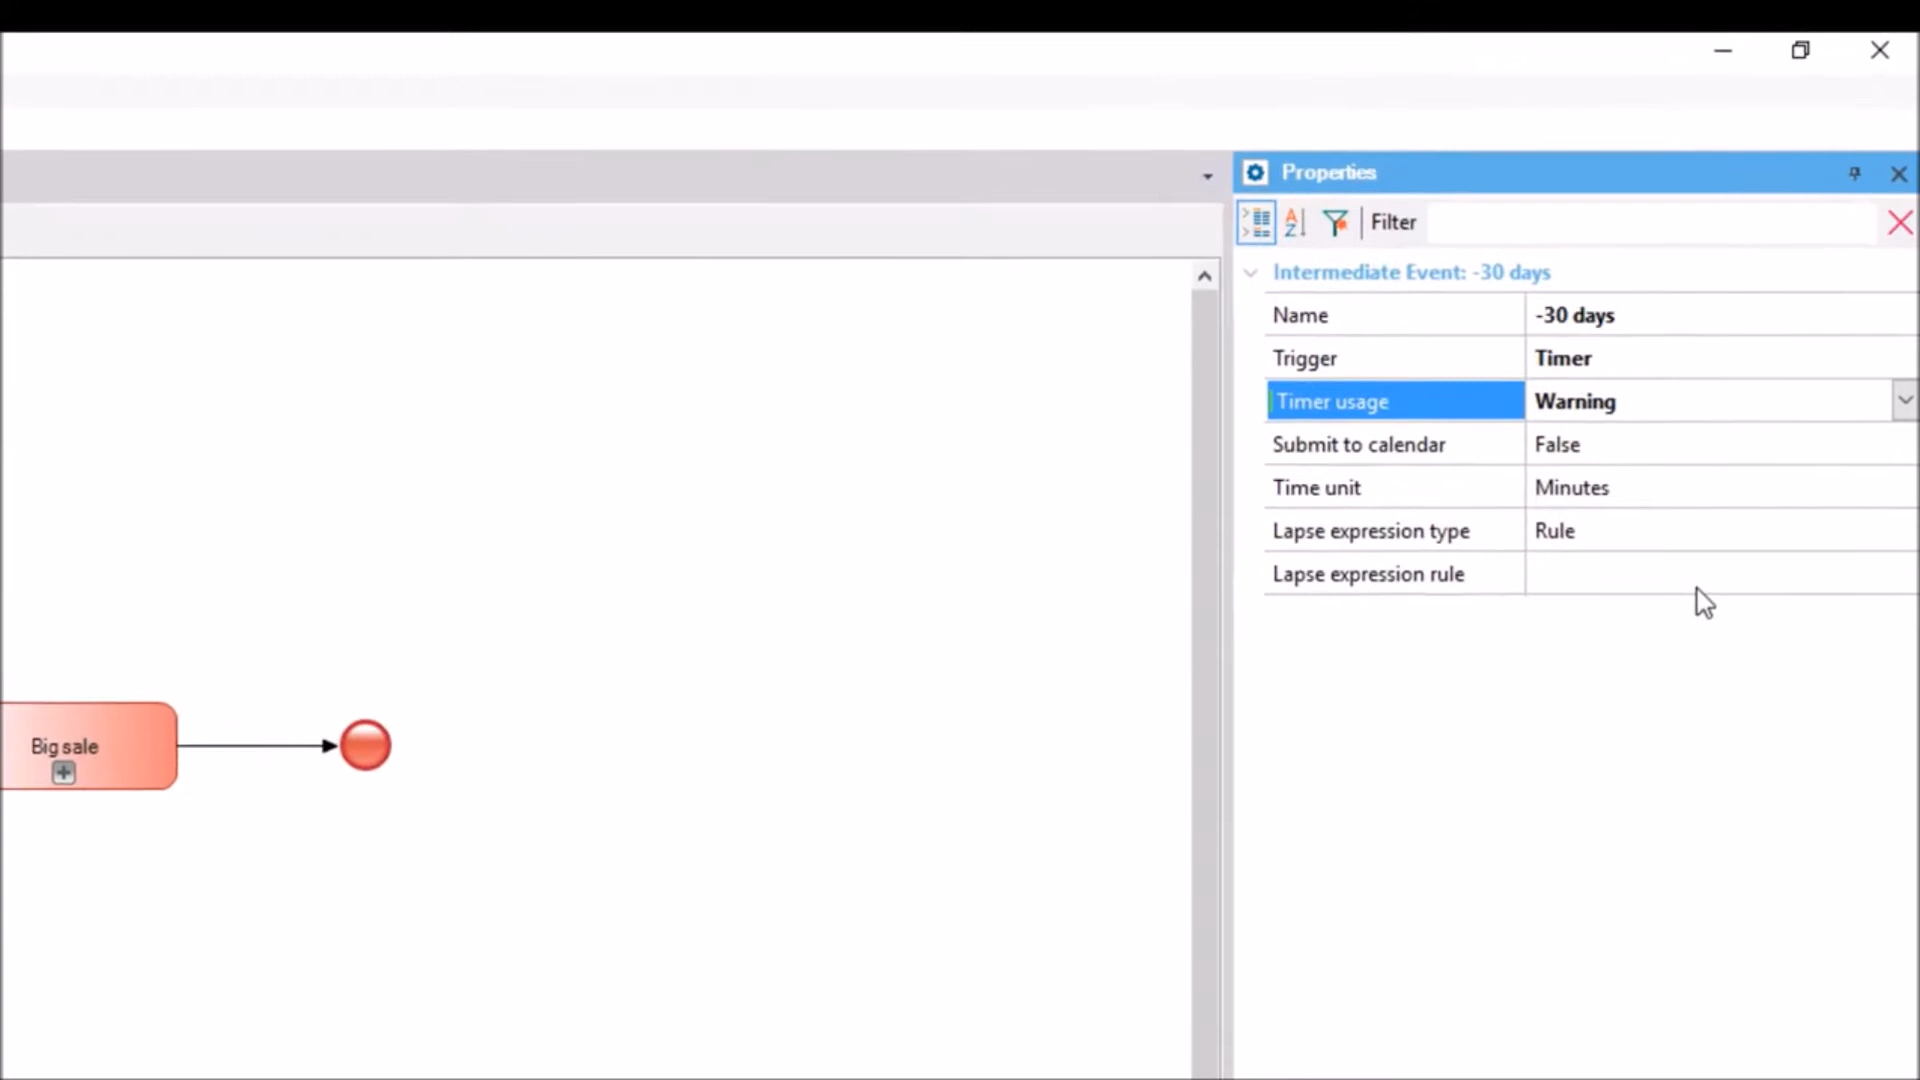 Properties
Filter
Intermediate Event: -30 days
Name -30 days
Trigger Timer
Timer usage Warning
Submit to calendar False
Time unit Minutes
Lapse expression type Rule
Lapse expression rule
Big sale